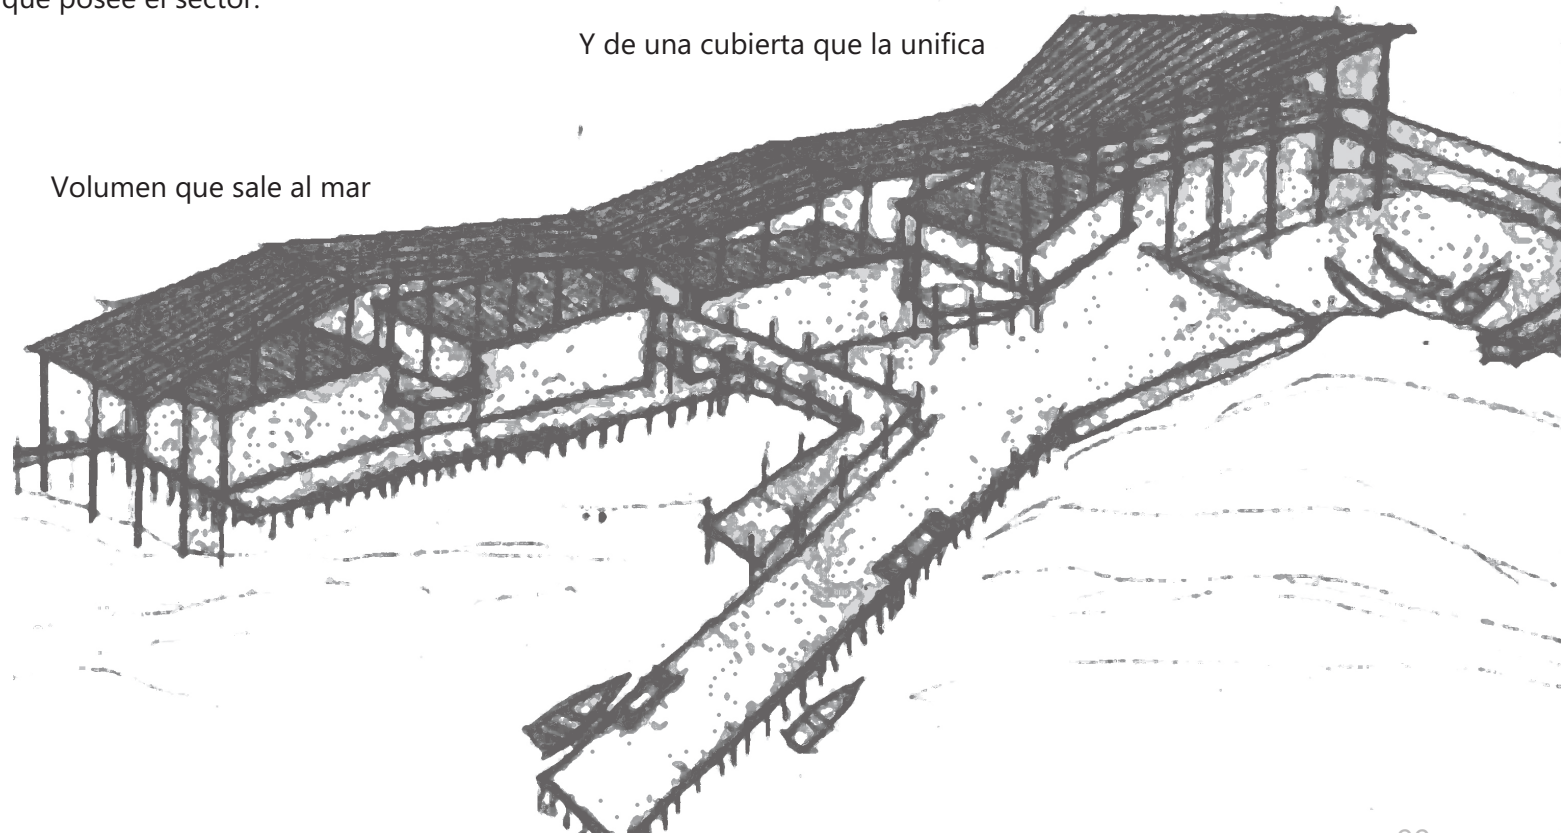 que posee el sector.
Y de una cubierta que la unifica
Volumen que sale al mar